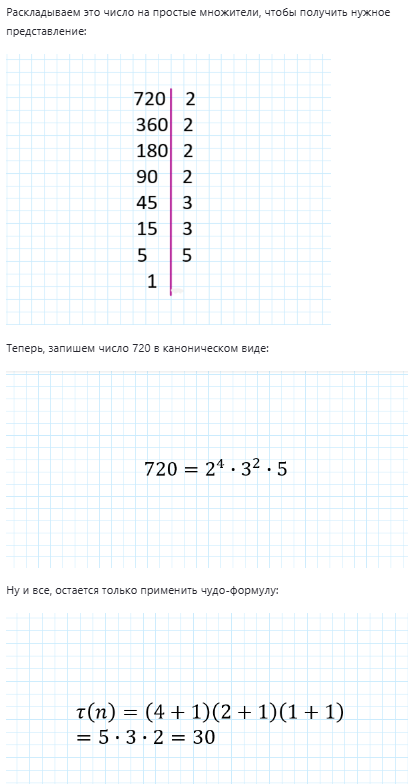 Раскладываем это число на простые множители, чтобы получить нужное
представление:
720 2
360 2
180 2
90 2
45 3
15 3
5 5
1
Теперь, запишем число 720 в каноническом виде:
720 = 2⁴ · 3² · 5
Ну и все, остается только применить чудо-формулу:
τ(n) = (4 + 1)(2 + 1)(1 + 1)
= 5 · 3 · 2 = 30